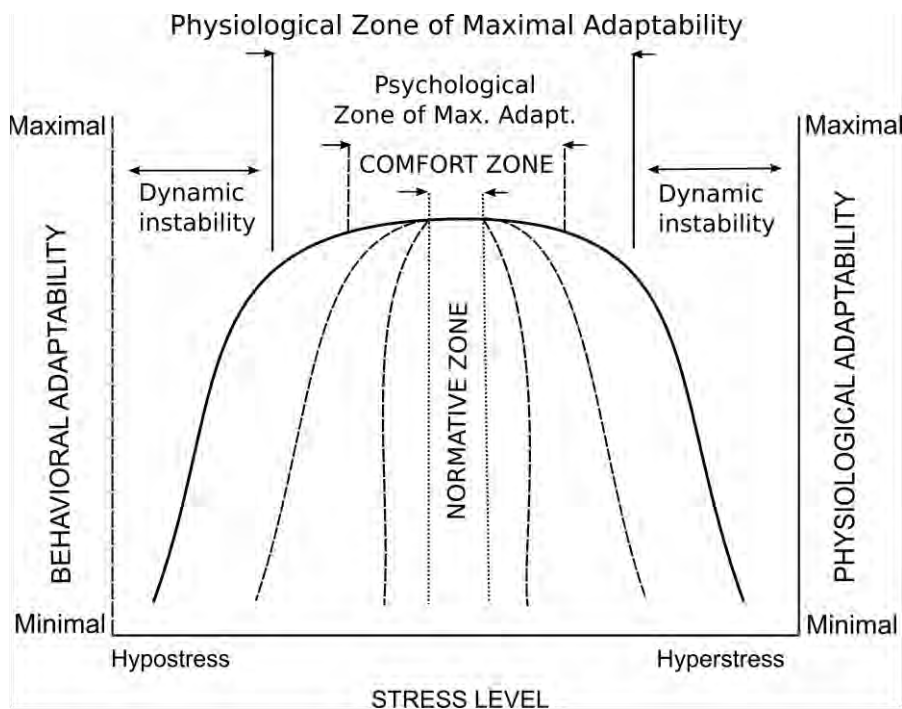 Physiological Zone of Maximal Adaptability
Psychological
Zone of Max. Adapt.
Maximal
Maximal
COMFORT ZONE
Dynamic
instability
Dynamic
instability
BEHAVIORAL ADAPTABILITY
NORMATIVE ZONE
PHYSIOLOGICAL ADAPTABILITY
Minimal
Minimal
Hypostress
Hyperstress
STRESS LEVEL